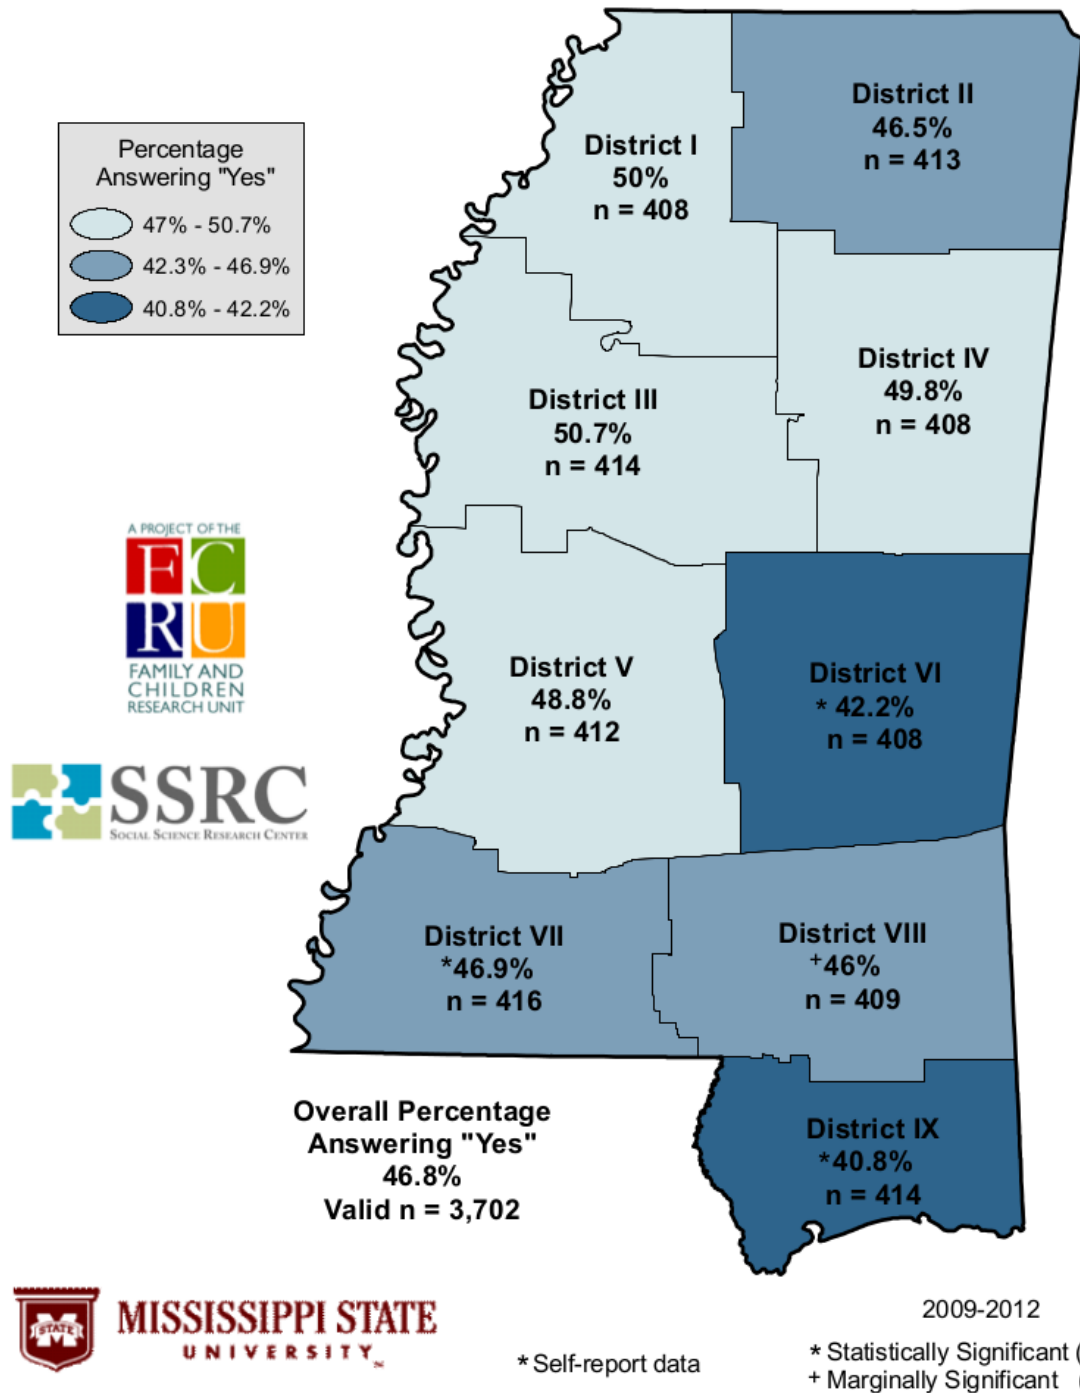 Percentage
Answering "Yes"
47% - 50.7%
42.3% - 46.9%
40.8% - 42.2%
District I
50%
n = 408
District II
46.5%
n = 413
District III
50.7%
n = 414
District IV
49.8%
n = 408
District V
48.8%
n = 412
District VI
* 42.2%
n = 408
District VII
*46.9%
n = 416
District VIII
+46%
n = 409
District IX
*40.8%
n = 414
A PROJECT OF THE
FC
RU
FAMILY AND
CHILDREN
RESEARCH UNIT
SSRC
SOCIAL SCIENCE RESEARCH CENTER
Overall Percentage
Answering "Yes"
46.8%
Valid n = 3,702
STATE
MISSISSIPPI STATE
UNIVERSITY
* Self-report data
2009-2012
* Statistically Significant (
+ Marginally Significant (